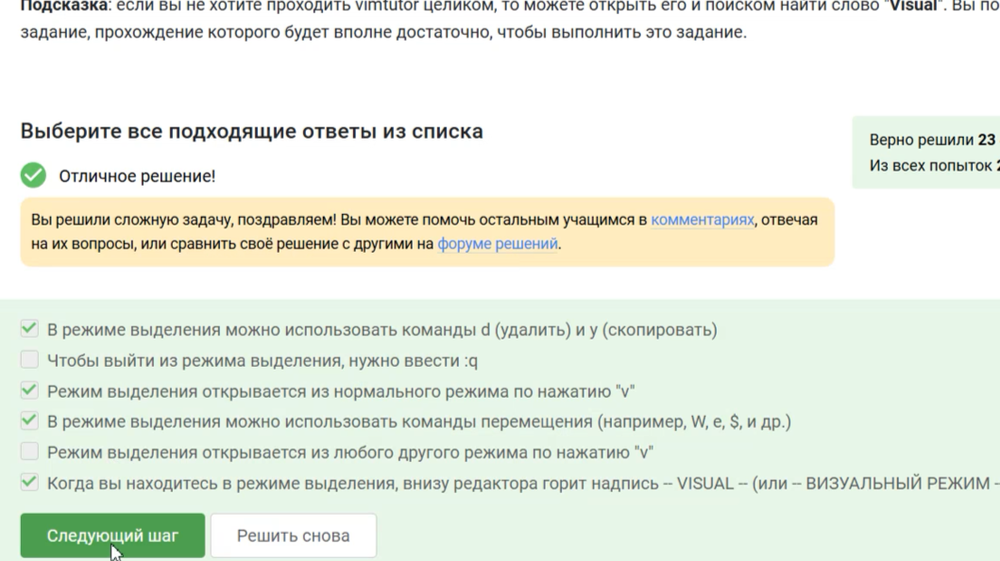 Подсказка: если вы не хотите проходить vimtutor целиком, то можете открыть его и поиском найти слово "Visual". Вы по
задание, прохождение которого будет вполне достаточно, чтобы выполнить это задание.
Выберите все подходящие ответы из списка
Верно решили 23
Из всех попыток 2
Отличное решение!
Вы решили сложную задачу, поздравляем! Вы можете помочь остальным учащимся в комментариях, отвечая
на их вопросы, или сравнить своё решение с другими на форуме решений.
В режиме выделения можно использовать команды d (удалить) и y (скопировать)
Чтобы выйти из режима выделения, нужно ввести :q
Режим выделения открывается из нормального режима по нажатию "v"
В режиме выделения можно использовать команды перемещения (например, W, e, $, и др.)
Режим выделения открывается из любого другого режима по нажатию "v"
Когда вы находитесь в режиме выделения, внизу редактора горит надпись -- VISUAL -- (или -- ВИЗУАЛЬНЫЙ РЕЖИМ -
Следующий шаг
Решить снова